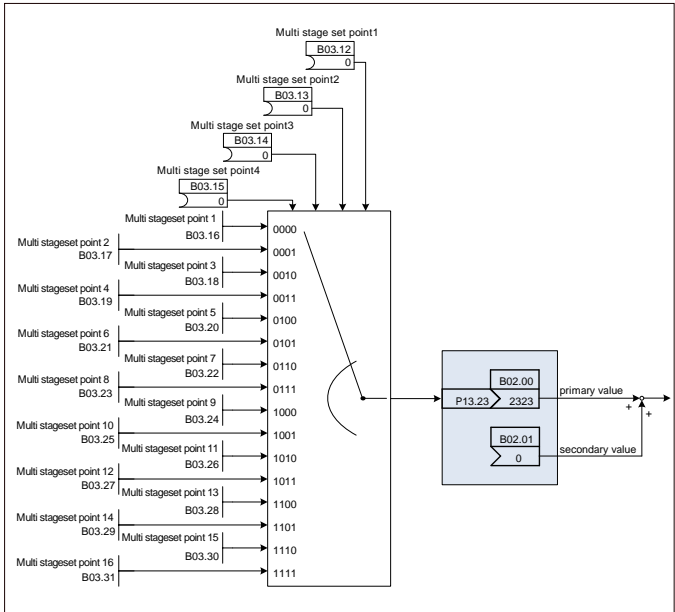 Multi stage set point1
B03.12
0
Multi stage set point2
B03.13
0
Multi stage set point3
B03.14
0
Multi stage set point4
B03.15
0
Multi stageset point 1
B03.16
0000
Multi stageset point 2
B03.17
0001
Multi stageset point 3
B03.18
0010
Multi stageset point 4
B03.19
0011
Multi stageset point 5
B03.20
0100
Multi stageset point 6
B03.21
0101
Multi stageset point 7
B03.22
0110
Multi stageset point 8
B03.23
0111
Multi stageset point 9
B03.24
1000
Multi stageset point 10
B03.25
1001
Multi stageset point 11
B03.26
1010
Multi stageset point 12
B03.27
1011
Multi stageset point 13
B03.28
1100
Multi stageset point 14
B03.29
1101
Multi stageset point 15
B03.30
1110
Multi stageset point 16
B03.31
1111
B02.00
P13.23 2323
primary value
+
+
B02.01
0
secondary value